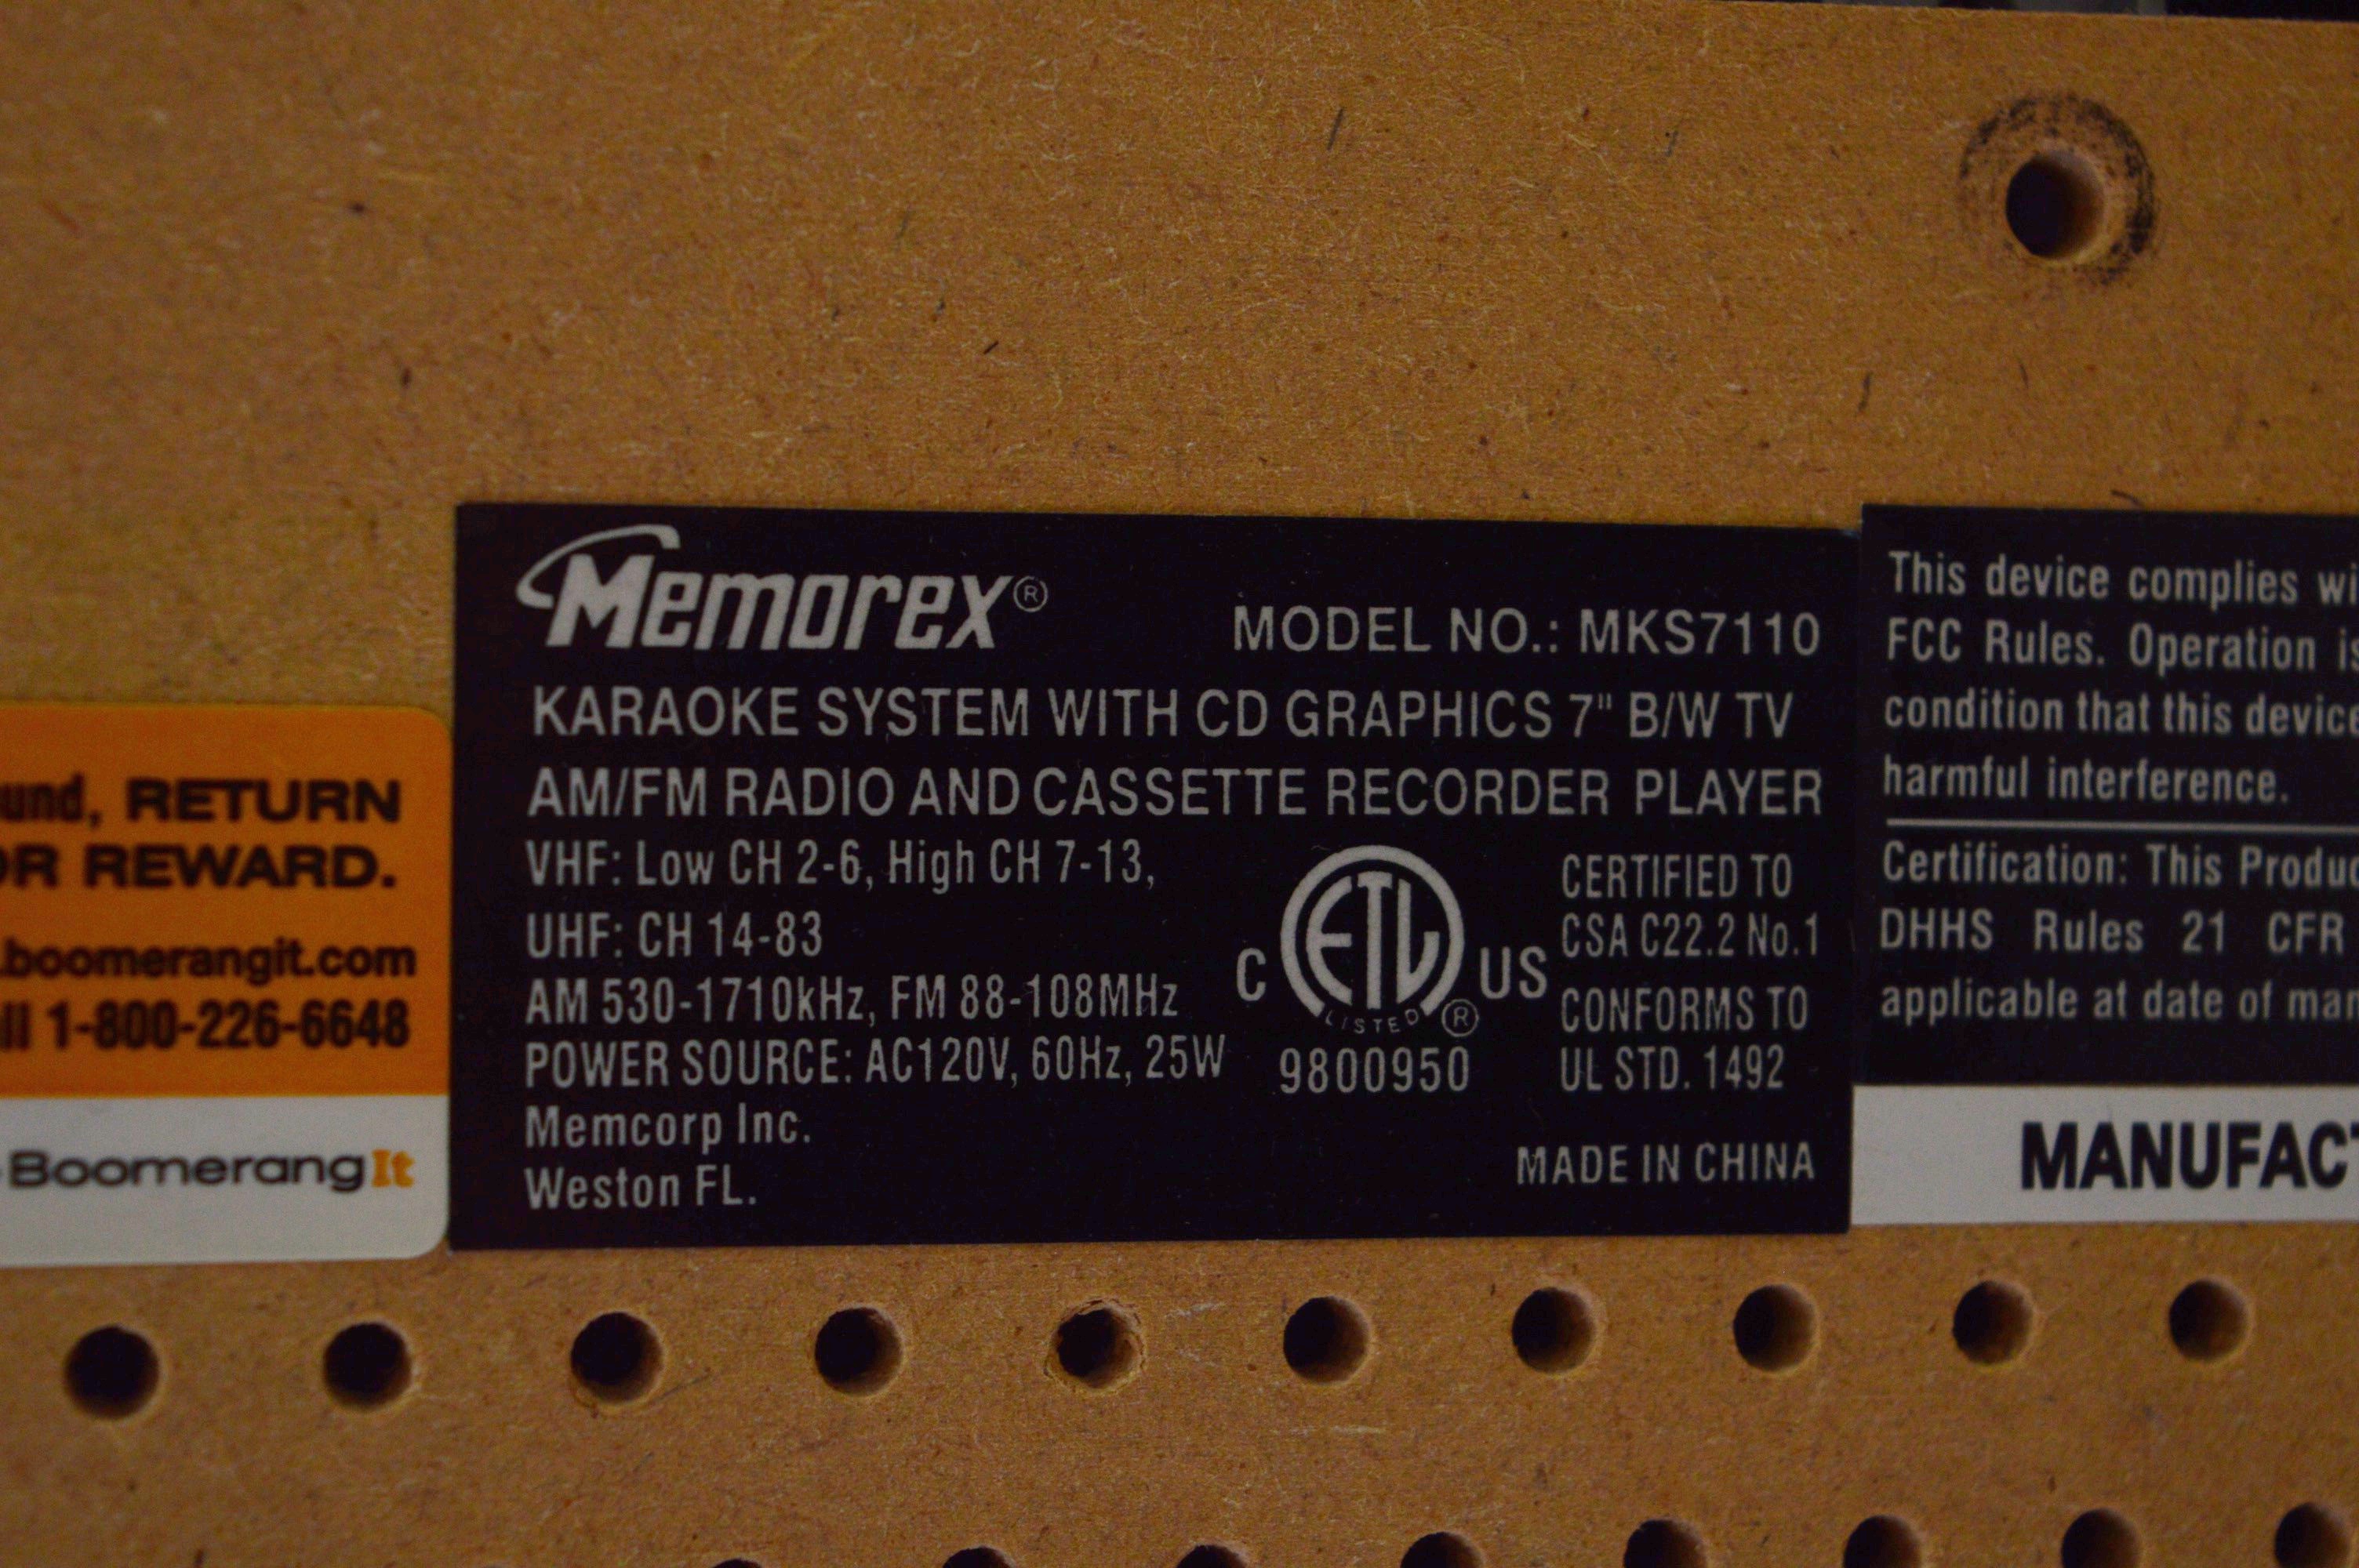 RETURN
REWARD.
boomerangit.com
1-800-226-6648
BoomerangIt
Memorex®
MODEL NO.: MKS7110
KARAOKE SYSTEM WITH CD GRAPHICS 7" B/W TV
AM/FM RADIO AND CASSETTE RECORDER PLAYER
VHF: Low CH 2-6, High CH 7-13,
UHF: CH 14-83
AM 530-1710kHz, FM 88-108MHz
POWER SOURCE: AC120V, 60Hz, 25W
Memcorp Inc.
Weston FL.
C ETL US
LISTED ®
9800950
CERTIFIED TO
CSA C22.2 No.1
CONFORMS TO
UL STD. 1492
MADE IN CHINA
This device complies
FCC Rules. Operation
condition that this device
harmful interference.
Certification: This
DHHS Rules 21 CFR
applicable at date of